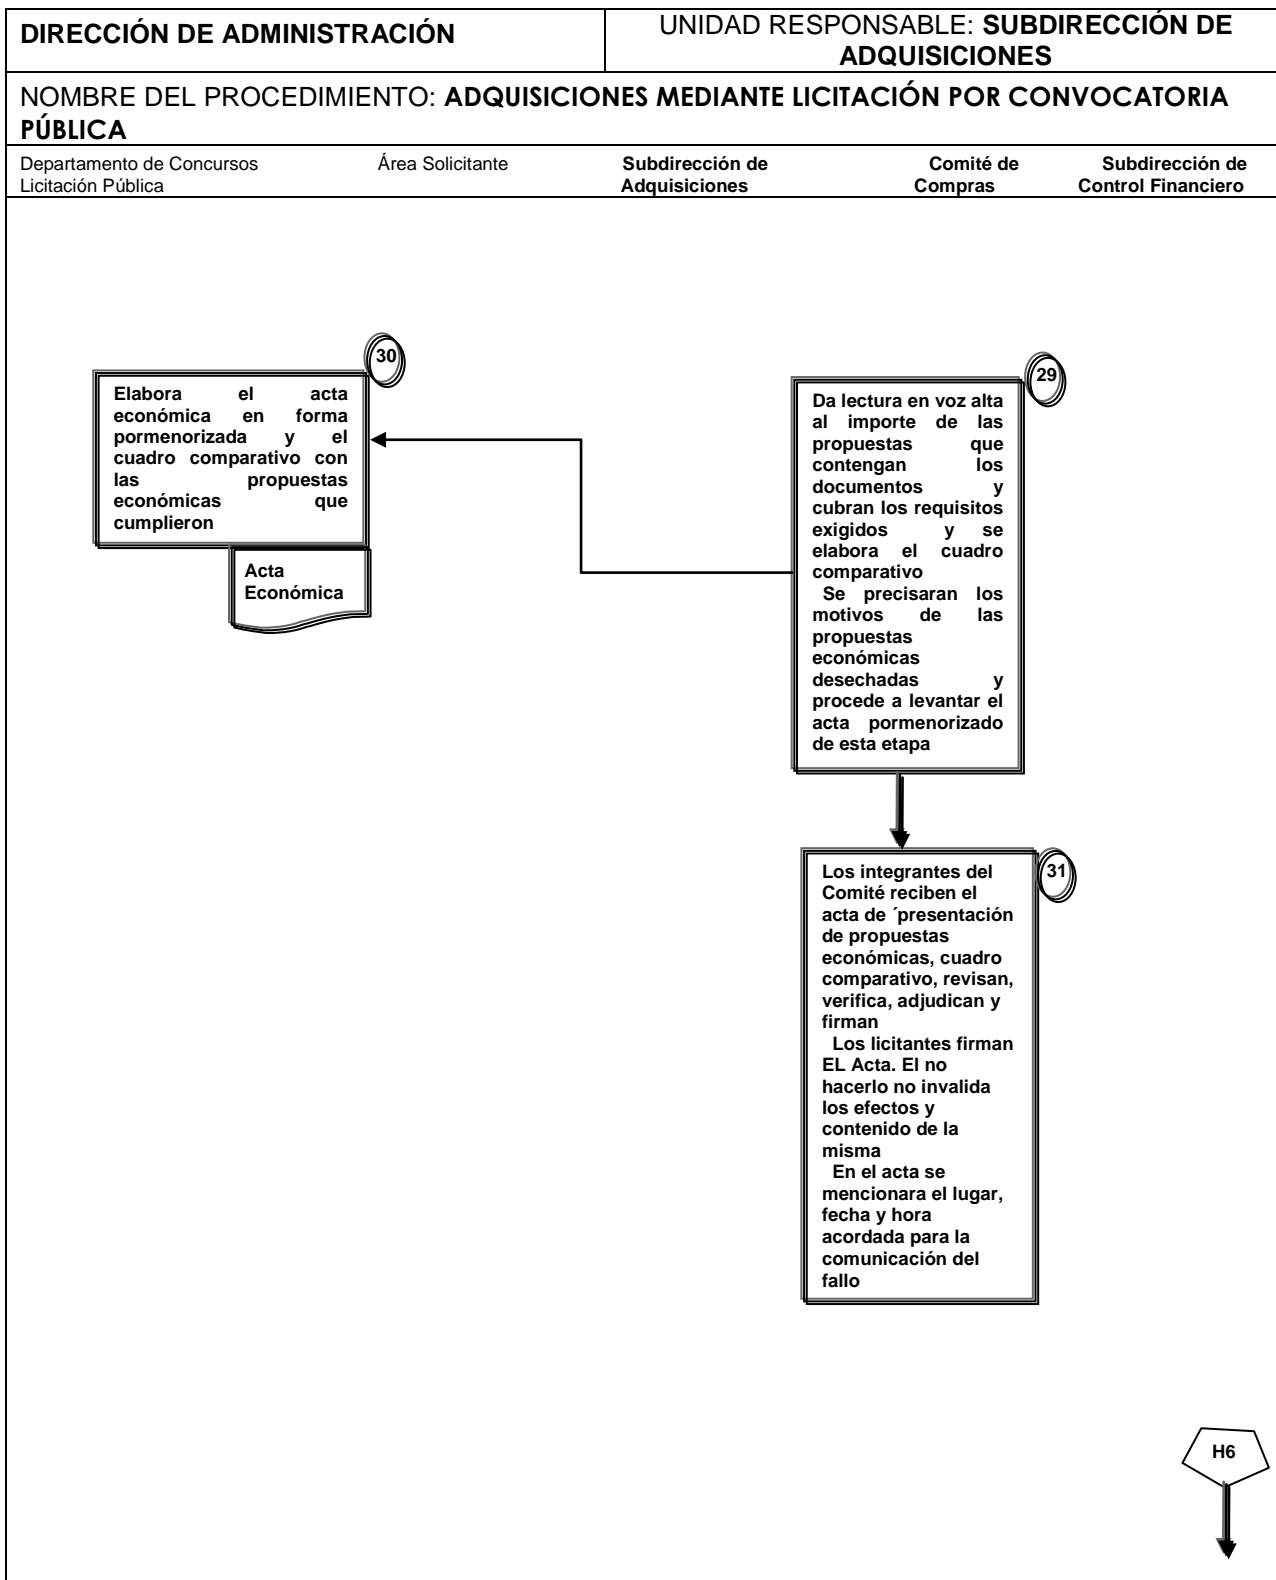 DIRECCIÓN DE ADMINISTRACIÓN
UNIDAD RESPONSABLE: SUBDIRECCIÓN DE
ADQUISICIONES
NOMBRE DEL PROCEDIMIENTO: ADQUISICIONES MEDIANTE LICITACIÓN POR CONVOCATORIA
PÚBLICA
Departamento de Concursos
Licitación Pública
Área Solicitante
Subdirección de
Adquisiciones
Comité de
Compras
Subdirección de
Control Financiero
30
Elabora el acta
económica en forma
pormenorizada y el
cuadro comparativo con
las propuestas
económicas que
cumplieron
Acta
Económica
29
Da lectura en voz alta
al importe de las
propuestas que
contengan los
documentos y
cubran los requisitos
exigidos y se
elabora el cuadro
comparativo
Se precisaran los
motivos de las
propuestas
económicas
desechadas y
procede a levantar el
acta pormenorizado
de esta etapa
31
Los integrantes del
Comité reciben el
acta de ´presentación
de propuestas
económicas, cuadro
comparativo, revisan,
verifica, adjudican y
firman
Los licitantes firman
EL Acta. El no
hacerlo no invalida
los efectos y
contenido de la
misma
En el acta se
mencionara el lugar,
fecha y hora
acordada para la
comunicación del
fallo
H6